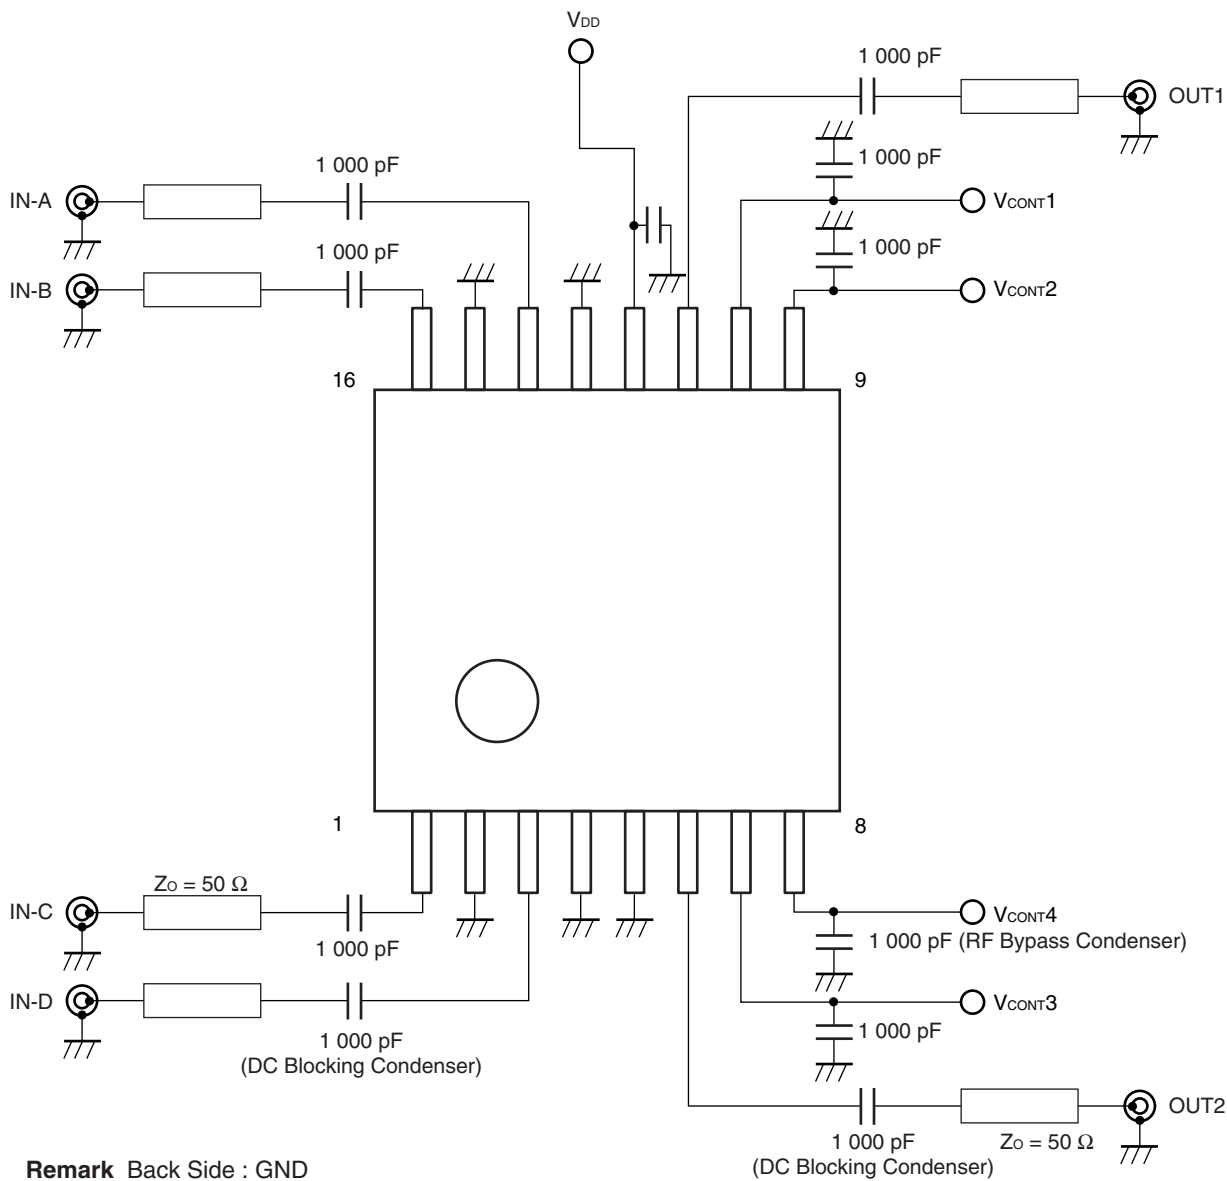 VDD
1 000 pF
OUT1
1 000 pF
1 000 pF
IN-A
VCONT1
1 000 pF
1 000 pF
IN-B
VCONT2
16
9
1
8
ZO = 50 Ω
IN-C
VCONT4
1 000 pF
1 000 pF (RF Bypass Condenser)
IN-D
VCONT3
1 000 pF
1 000 pF
(DC Blocking Condenser)
OUT2
1 000 pF
ZO = 50 Ω
(DC Blocking Condenser)
Remark Back Side : GND